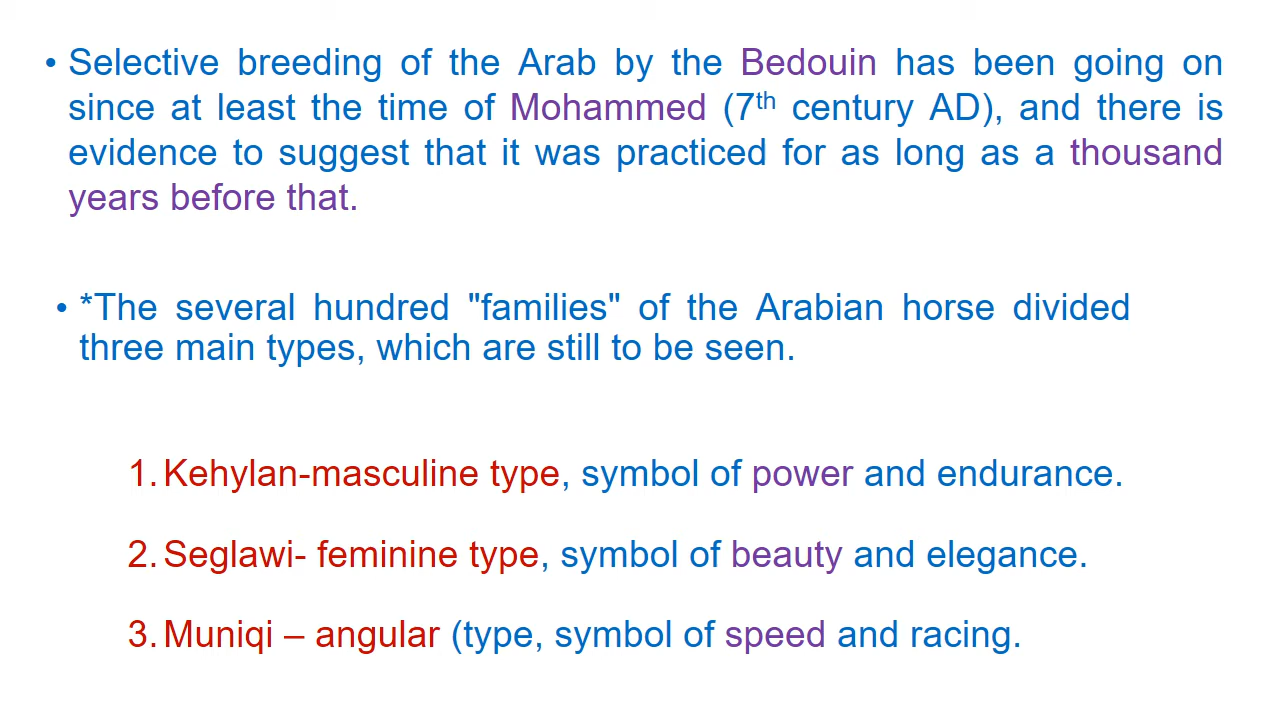 • Selective breeding of the Arab by the Bedouin has been going on
since at least the time of Mohammed (7th century AD), and there is
evidence to suggest that it was practiced for as long as a thousand
years before that.
• *The several hundred "families" of the Arabian horse divided
three main types, which are still to be seen.
1. Kehylan-masculine type, symbol of power and endurance.
2. Seglawi- feminine type, symbol of beauty and elegance.
3. Muniqi – angular (type, symbol of speed and racing.